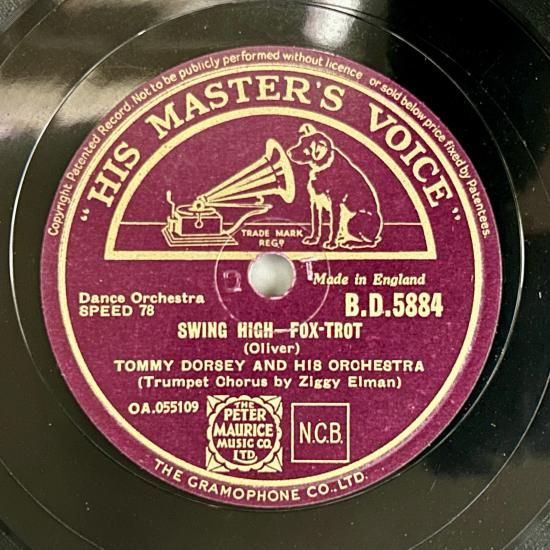 Copyright Patented Record. Not to be publicly performed without licence or sold below price fixed by Patentees.
"HIS MASTER'S VOICE"
TRADE MARK
REGD.
Made in England
Dance Orchestra
SPEED 78
B.D.5884
SWING HIGH—FOX-TROT
(Oliver)
TOMMY DORSEY AND HIS ORCHESTRA
(Trumpet Chorus by Ziggy Elman)
OA.055109
THE
PETER
MAURICE
MUSIC CO.
LTD.
N.C.B.
THE GRAMOPHONE CO., LTD.